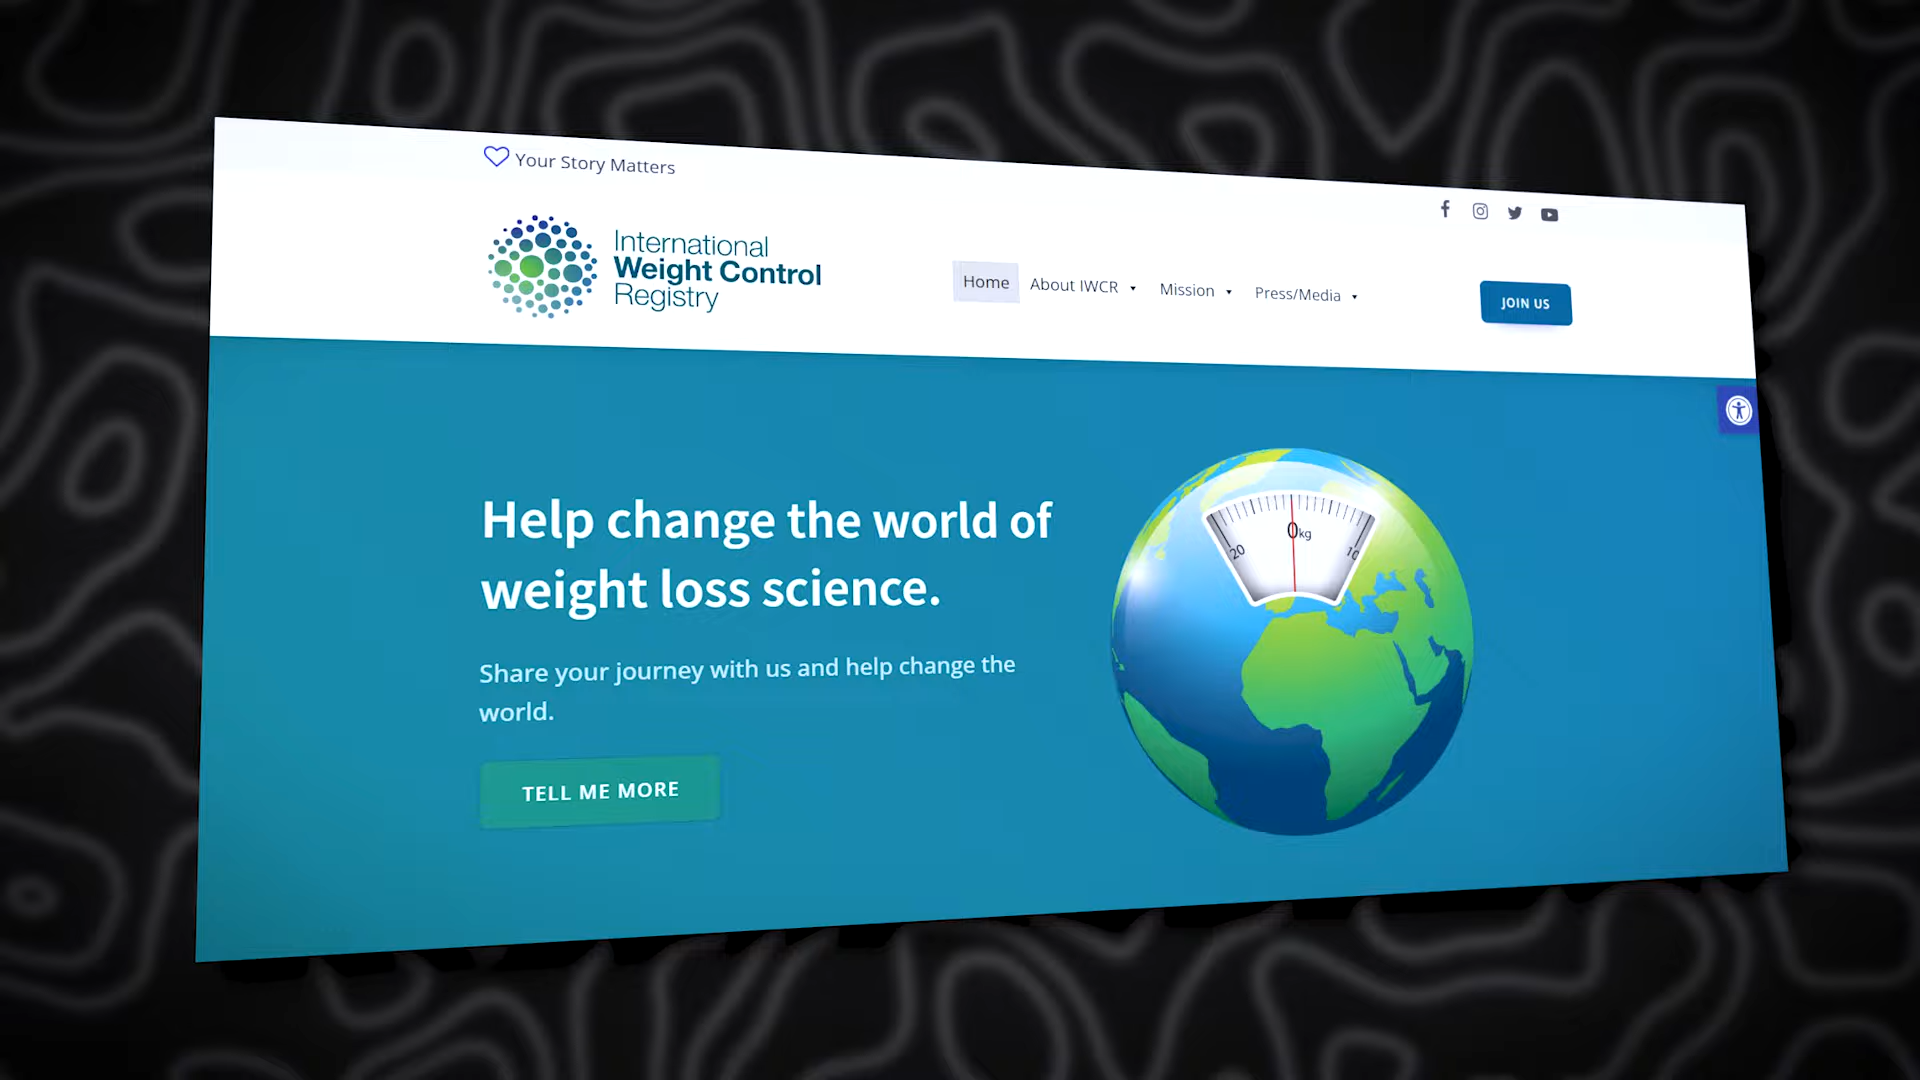 Your Story Matters
International
Weight Control
Registry
Home
About IWCR
Mission
Press/Media
JOIN US
Help change the world of
weight loss science.
Share your journey with us and help change the
world.
TELL ME MORE
20
0kg
10